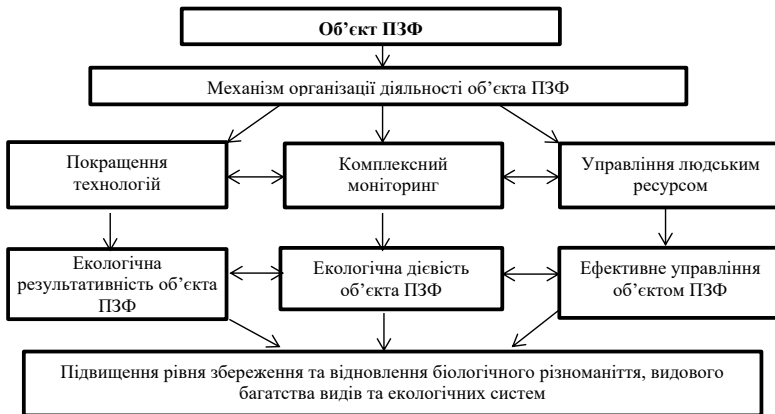 Об’єкт ПЗФ
Механізм організації діяльності об’єкта ПЗФ
Покращення
технологій
Комплексний
моніторинг
Управління людським
ресурсом
Екологічна
результативність об’єкта
ПЗФ
Екологічна дієвість
об’єкта ПЗФ
Ефективне управління
об’єктом ПЗФ
Підвищення рівня збереження та відновлення біологічного різноманіття, видового
багатства видів та екологічних систем